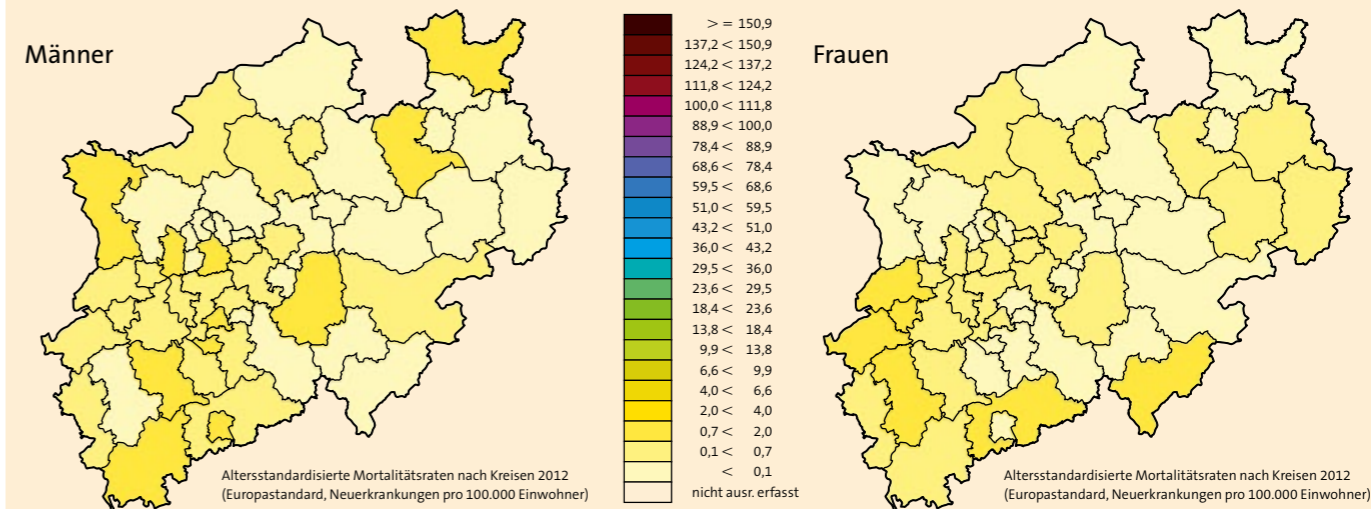 Männer
> = 150,9
137,2 < 150,9
124,2 < 137,2
111,8 < 124,2
100,0 < 111,8
88,9 < 100,0
78,4 < 88,9
68,6 < 78,4
59,5 < 68,6
51,0 < 59,5
43,2 < 51,0
36,0 < 43,2
29,5 < 36,0
23,6 < 29,5
18,4 < 23,6
13,8 < 18,4
9,9 < 13,8
6,6 < 9,9
4,0 < 6,6
2,0 < 4,0
0,7 < 2,0
0,1 < 0,7
< 0,1
nicht ausr. erfasst
Altersstandardisierte Mortalitätsraten nach Kreisen 2012
(Europastandard, Neuerkrankungen pro 100.000 Einwohner)
Frauen
Altersstandardisierte Mortalitätsraten nach Kreisen 2012
(Europastandard, Neuerkrankungen pro 100.000 Einwohner)